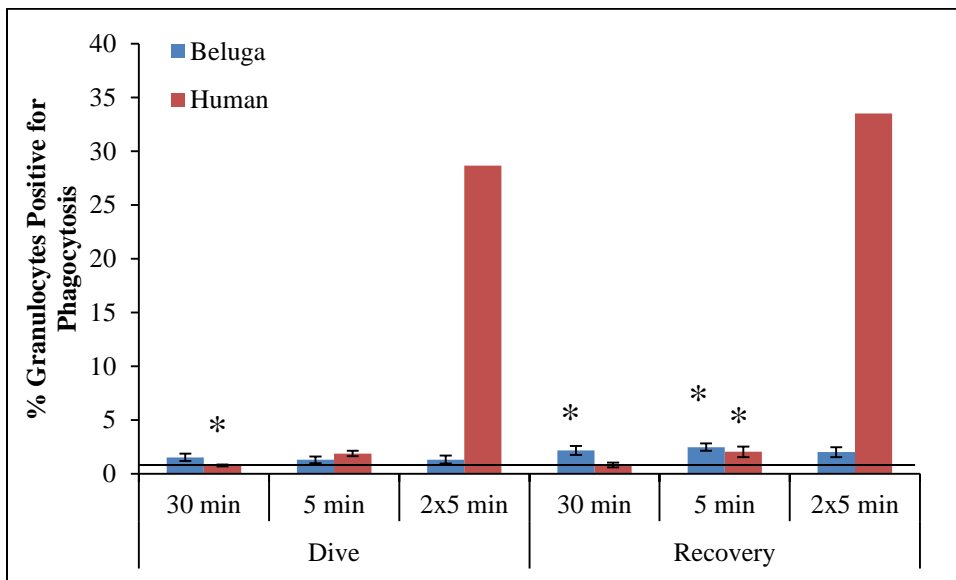 % Granulocytes Positive for
Phagocytosis
40
35
30
25
20
15
10
5
0
Beluga
Human
*
*
*
*
30 min
5 min
2x5 min
30 min
5 min
2x5 min
Dive
Recovery